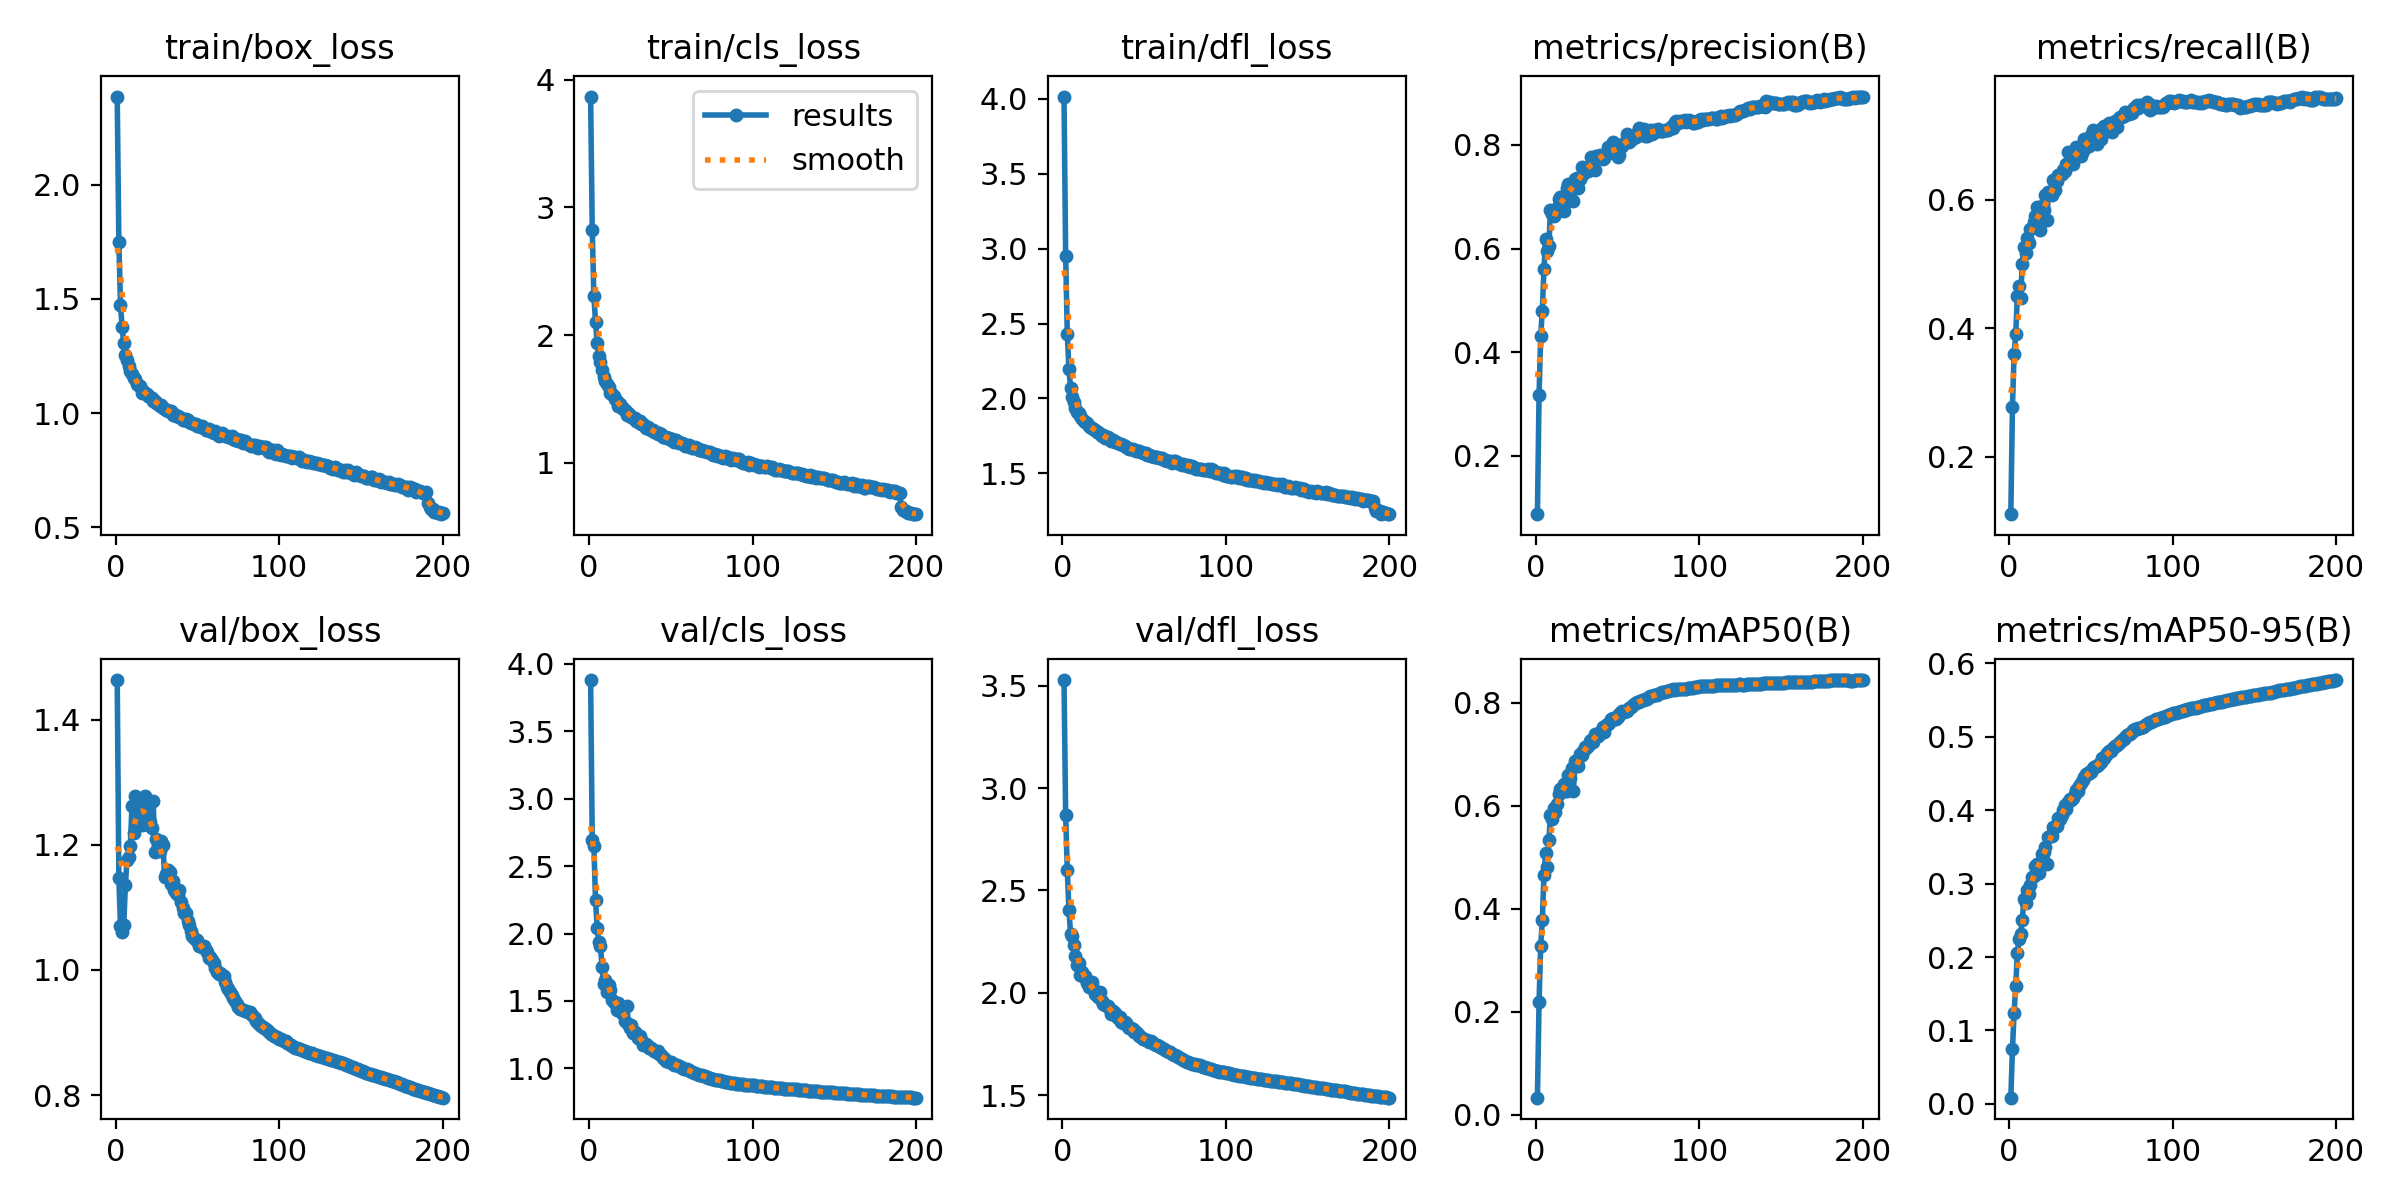 train/box_loss
train/cls_loss
train/dfl_loss
metrics/precision(B)
metrics/recall(B)
2.0
1.5
1.0
0.5
0 100 200
4
3
2
1
0 100 200
results
smooth
4.0
3.5
3.0
2.5
2.0
1.5
0 100 200
0.8
0.6
0.4
0.2
0 100 200
0.6
0.4
0.2
0 100 200
val/box_loss
val/cls_loss
val/dfl_loss
metrics/mAP50(B)
metrics/mAP50-95(B)
1.4
1.2
1.0
0.8
0 100 200
4.0
3.5
3.0
2.5
2.0
1.5
1.0
0 100 200
3.5
3.0
2.5
2.0
1.5
0 100 200
0.8
0.6
0.4
0.2
0.0
0 100 200
0.6
0.5
0.4
0.3
0.2
0.1
0.0
0 100 200